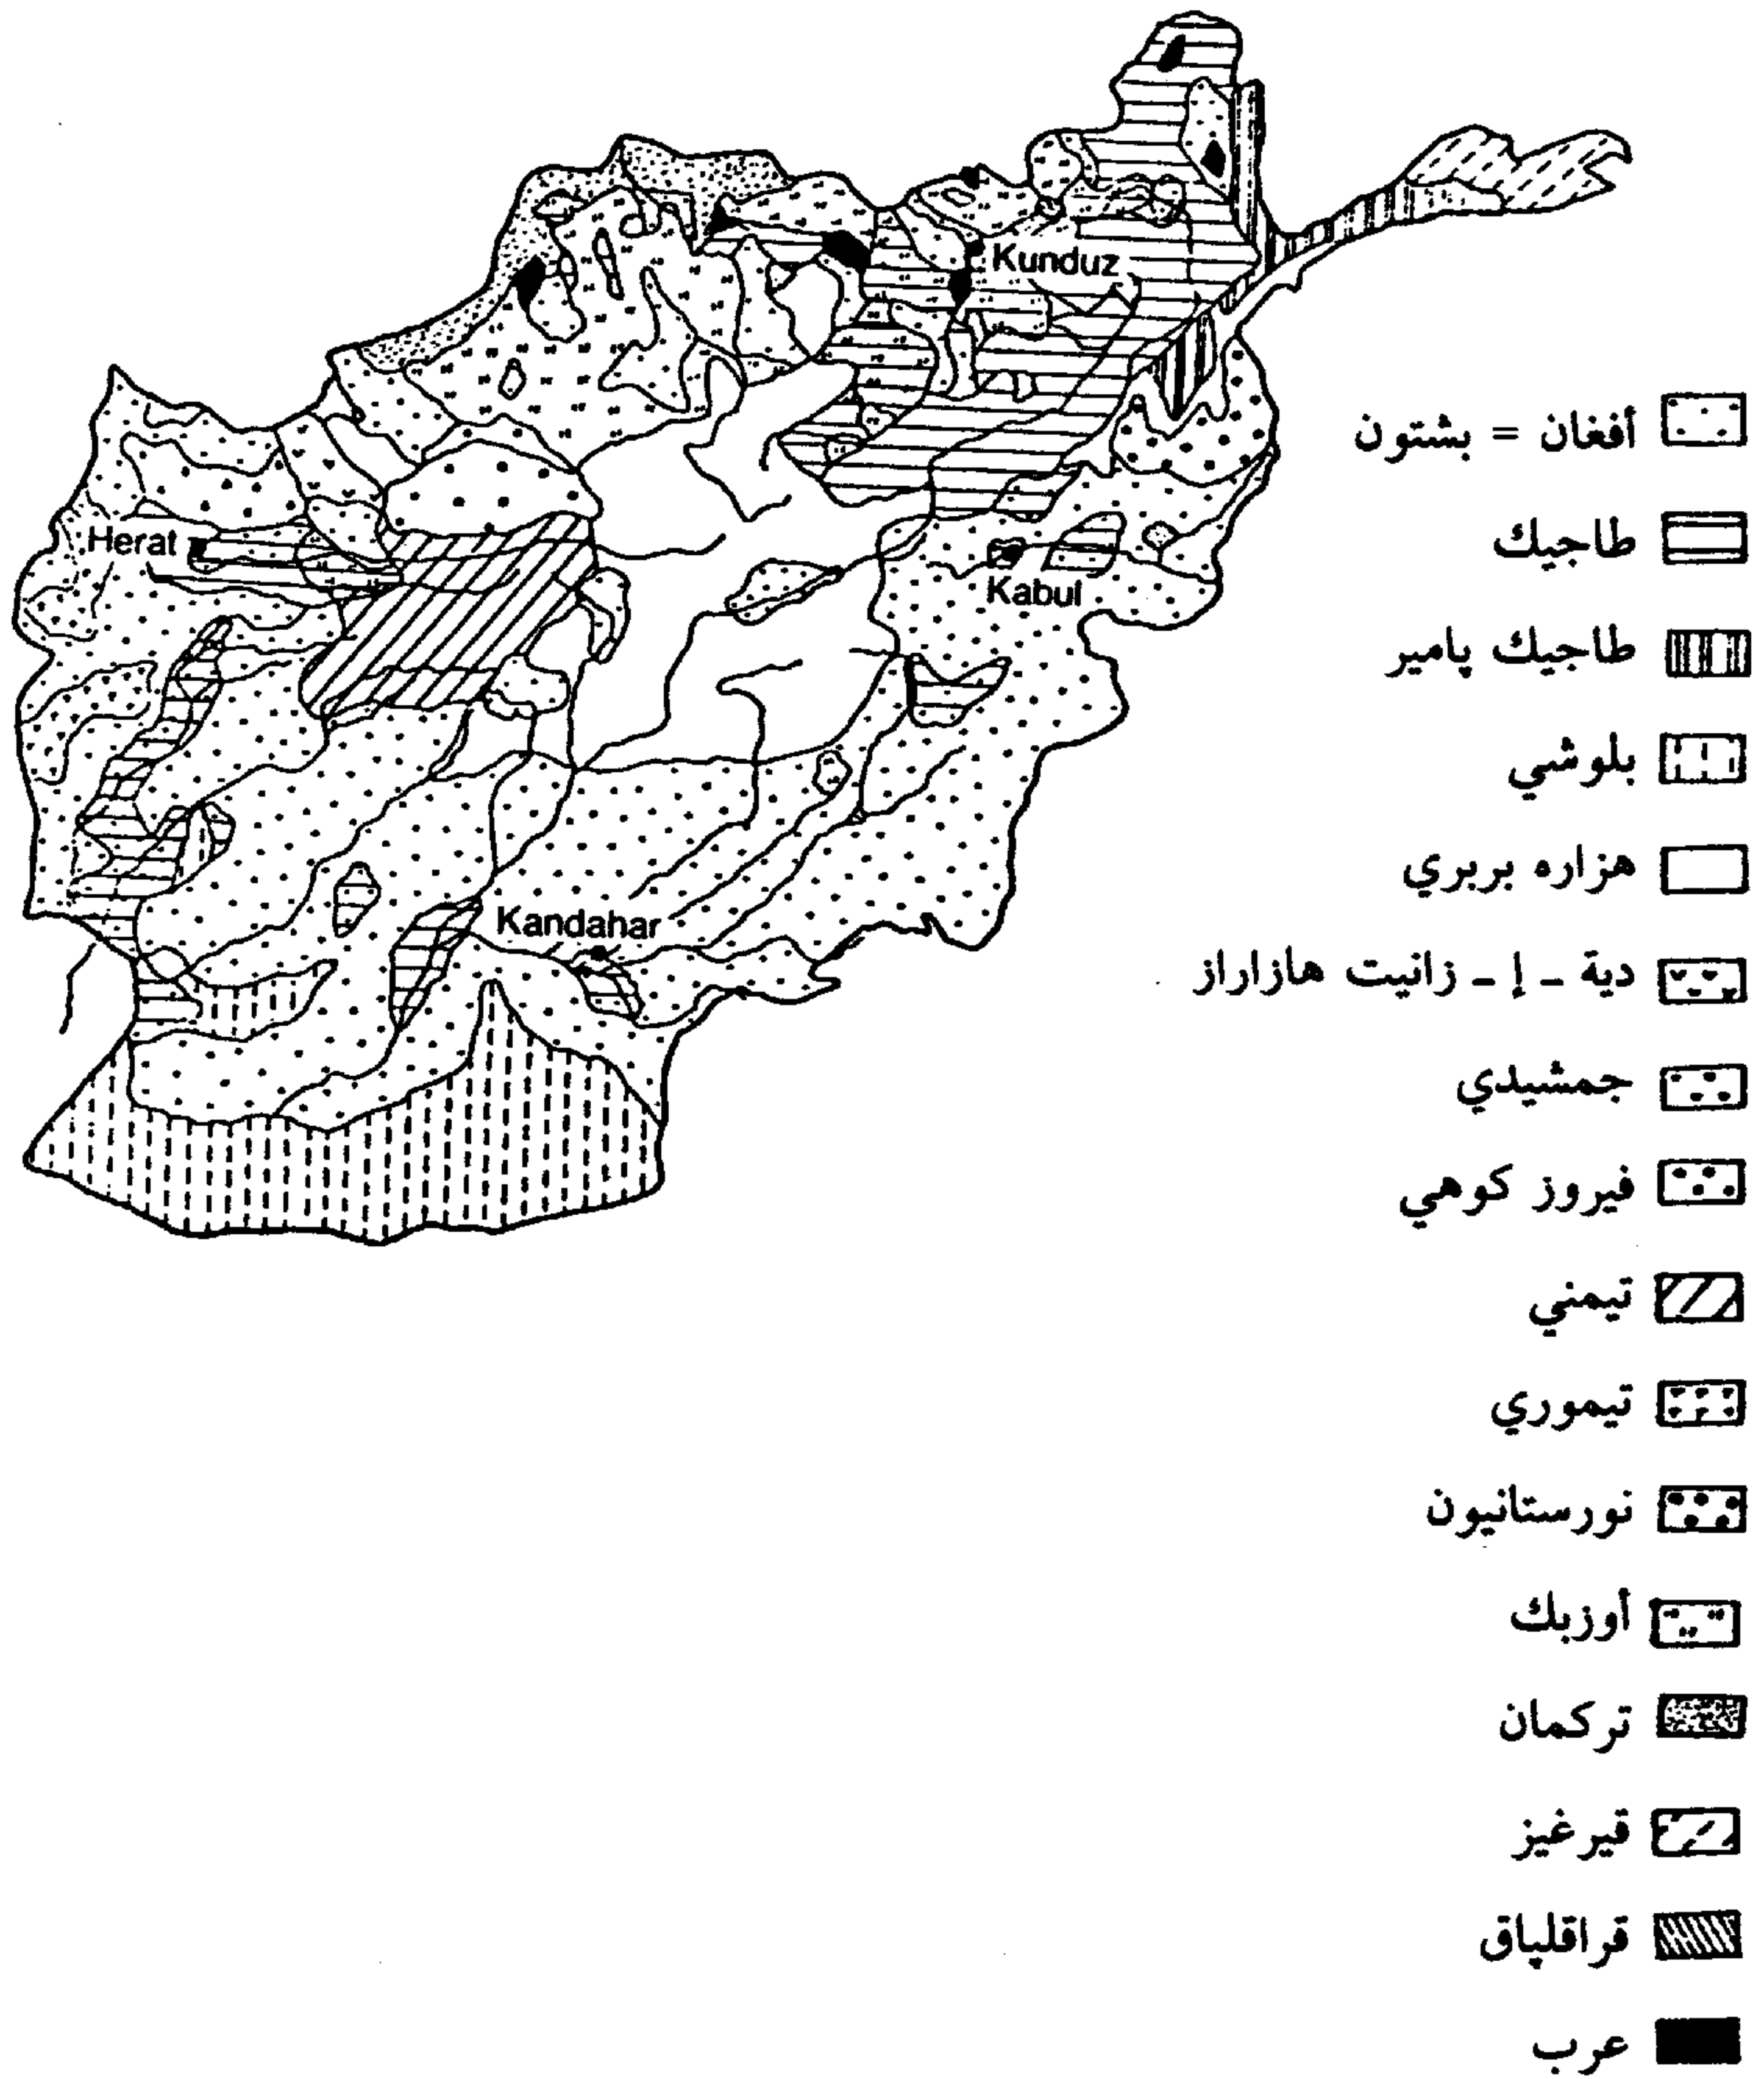 Kunduz
Herat
Kabul
Kandahar
أفغان = بشتون
طاجيك
طاجيك پامير
بلوشي
هزاره بربري
دية ـ إ ـ زانيت هازاراز
جمشيدي
فيروز كوهي
تيمني
تيموري
نورستانيون
أوزبك
تركمان
قيرغيز
قراقلپاق
عرب